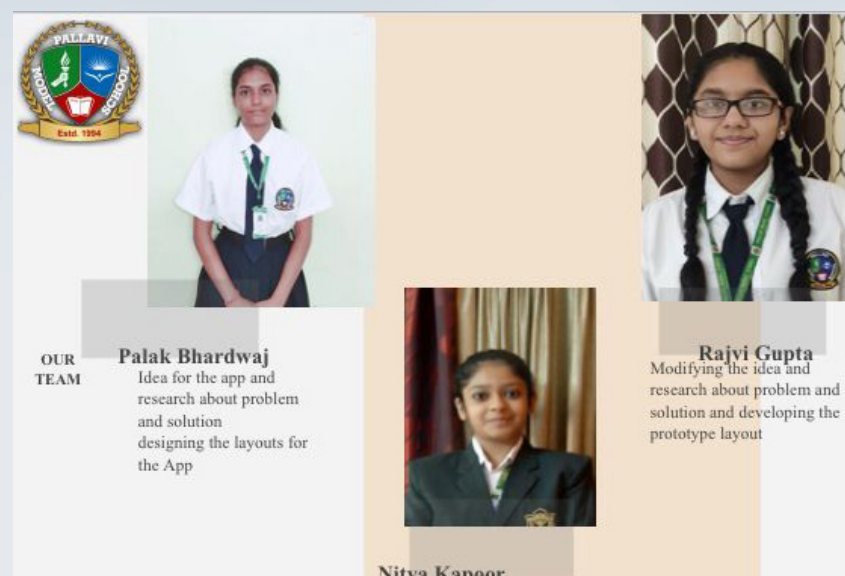 PALLAVI
MODEL
SCHOOL
Estd. 1994
OUR
TEAM
Palak Bhardwaj
Idea for the app and
research about problem
and solution
designing the layouts for
the App
Nitya Kapoor
Rajvi Gupta
Modifying the idea and
research about problem and
solution and developing the
prototype layout